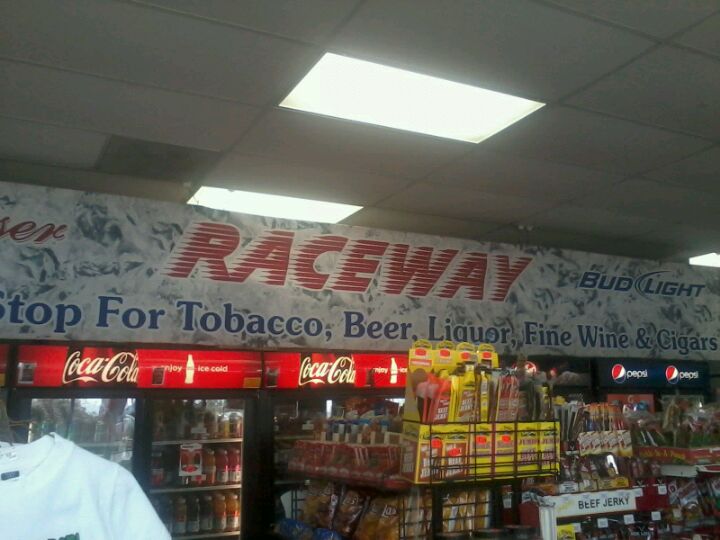 ser
RACEWAY
BUD LIGHT
Stop For Tobacco, Beer, Liquor, Fine Wine & Cigars
Coca-Cola
enjoy ice cold
Coca-Cola
enjoy
pepsi
pepsi
BEEF JERKY